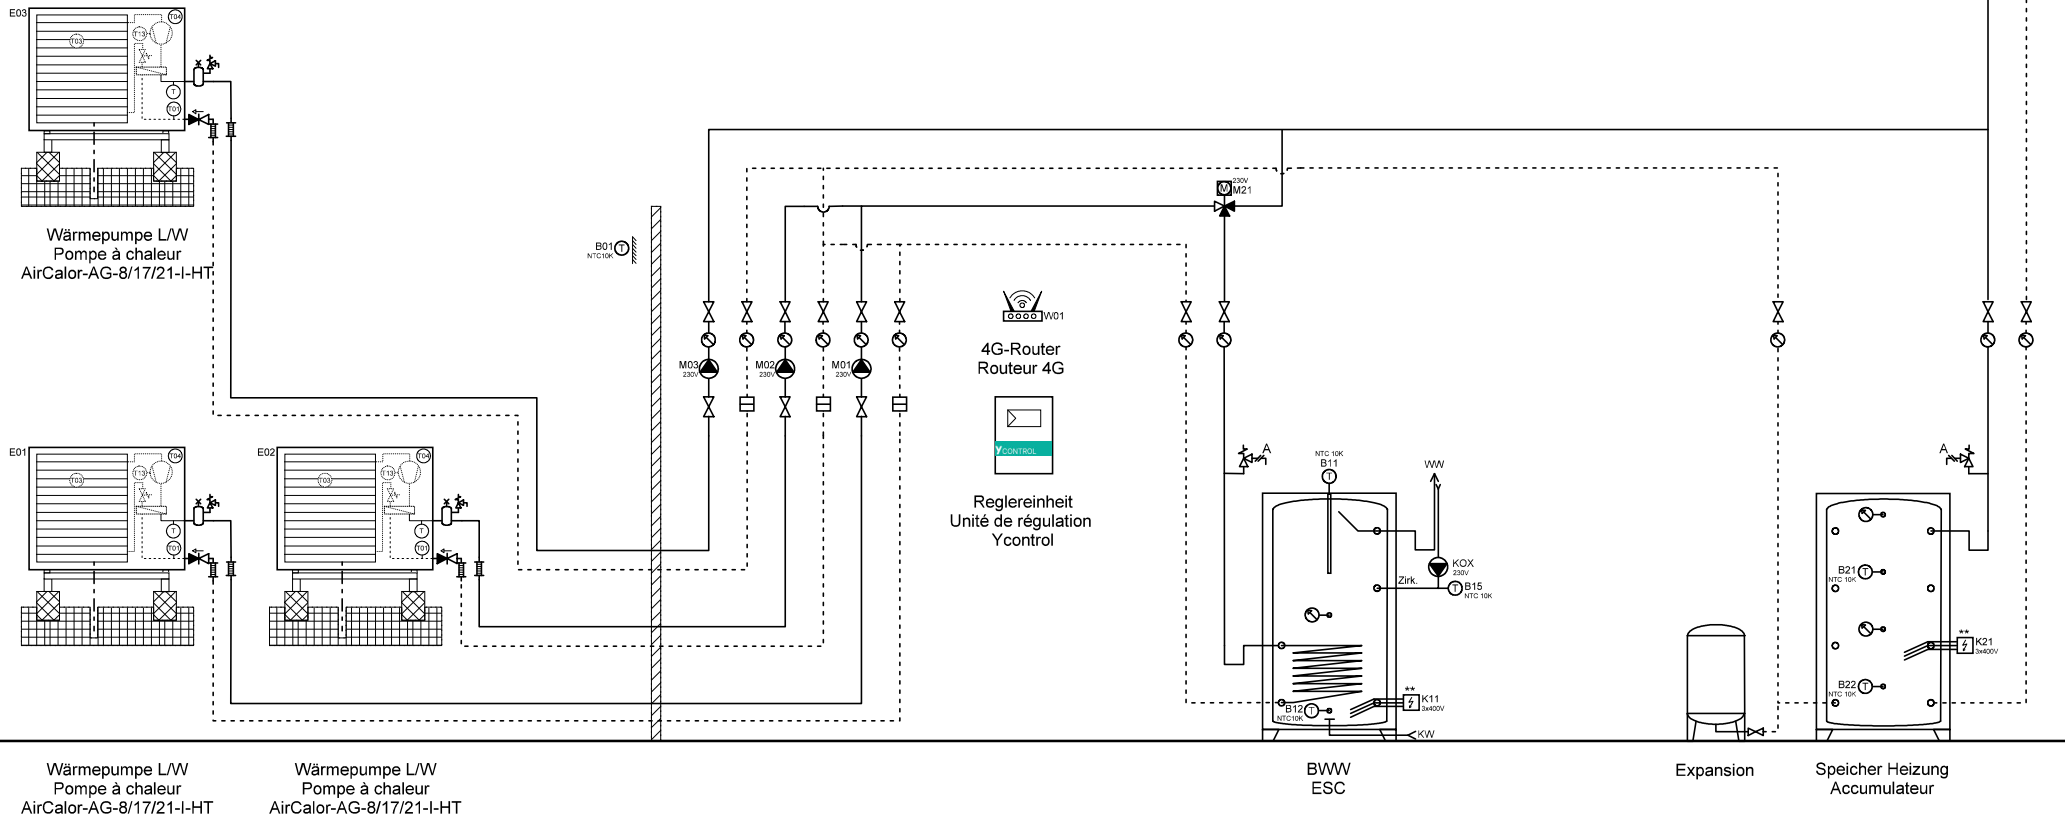 E03
T04
T13
T03
T
T01
Wärmepumpe L/W
Pompe à chaleur
AirCalor-AG-8/17/21-I-HT
B01
T
NTC10K
230V
M
M21
W01
4G-Router
Routeur 4G
M03
230V
M02
230V
M01
230V
YCONTROL
Reglereinheit
Unité de régulation
Ycontrol
E01
T04
T13
T03
T
T01
E02
T04
T13
T03
T
T01
A
NTC 10K
B11
T
WW
KOX
230V
Zirk.
T
B15
NTC 10K
**
K11
3x400V
B12
T
NTC10K
KW
A
B21
T
NTC 10K
**
K21
3x400V
B22
T
NTC 10K
Wärmepumpe L/W
Pompe à chaleur
AirCalor-AG-8/17/21-I-HT
Wärmepumpe L/W
Pompe à chaleur
AirCalor-AG-8/17/21-I-HT
BWW
ESC
Expansion
Speicher Heizung
Accumulateur